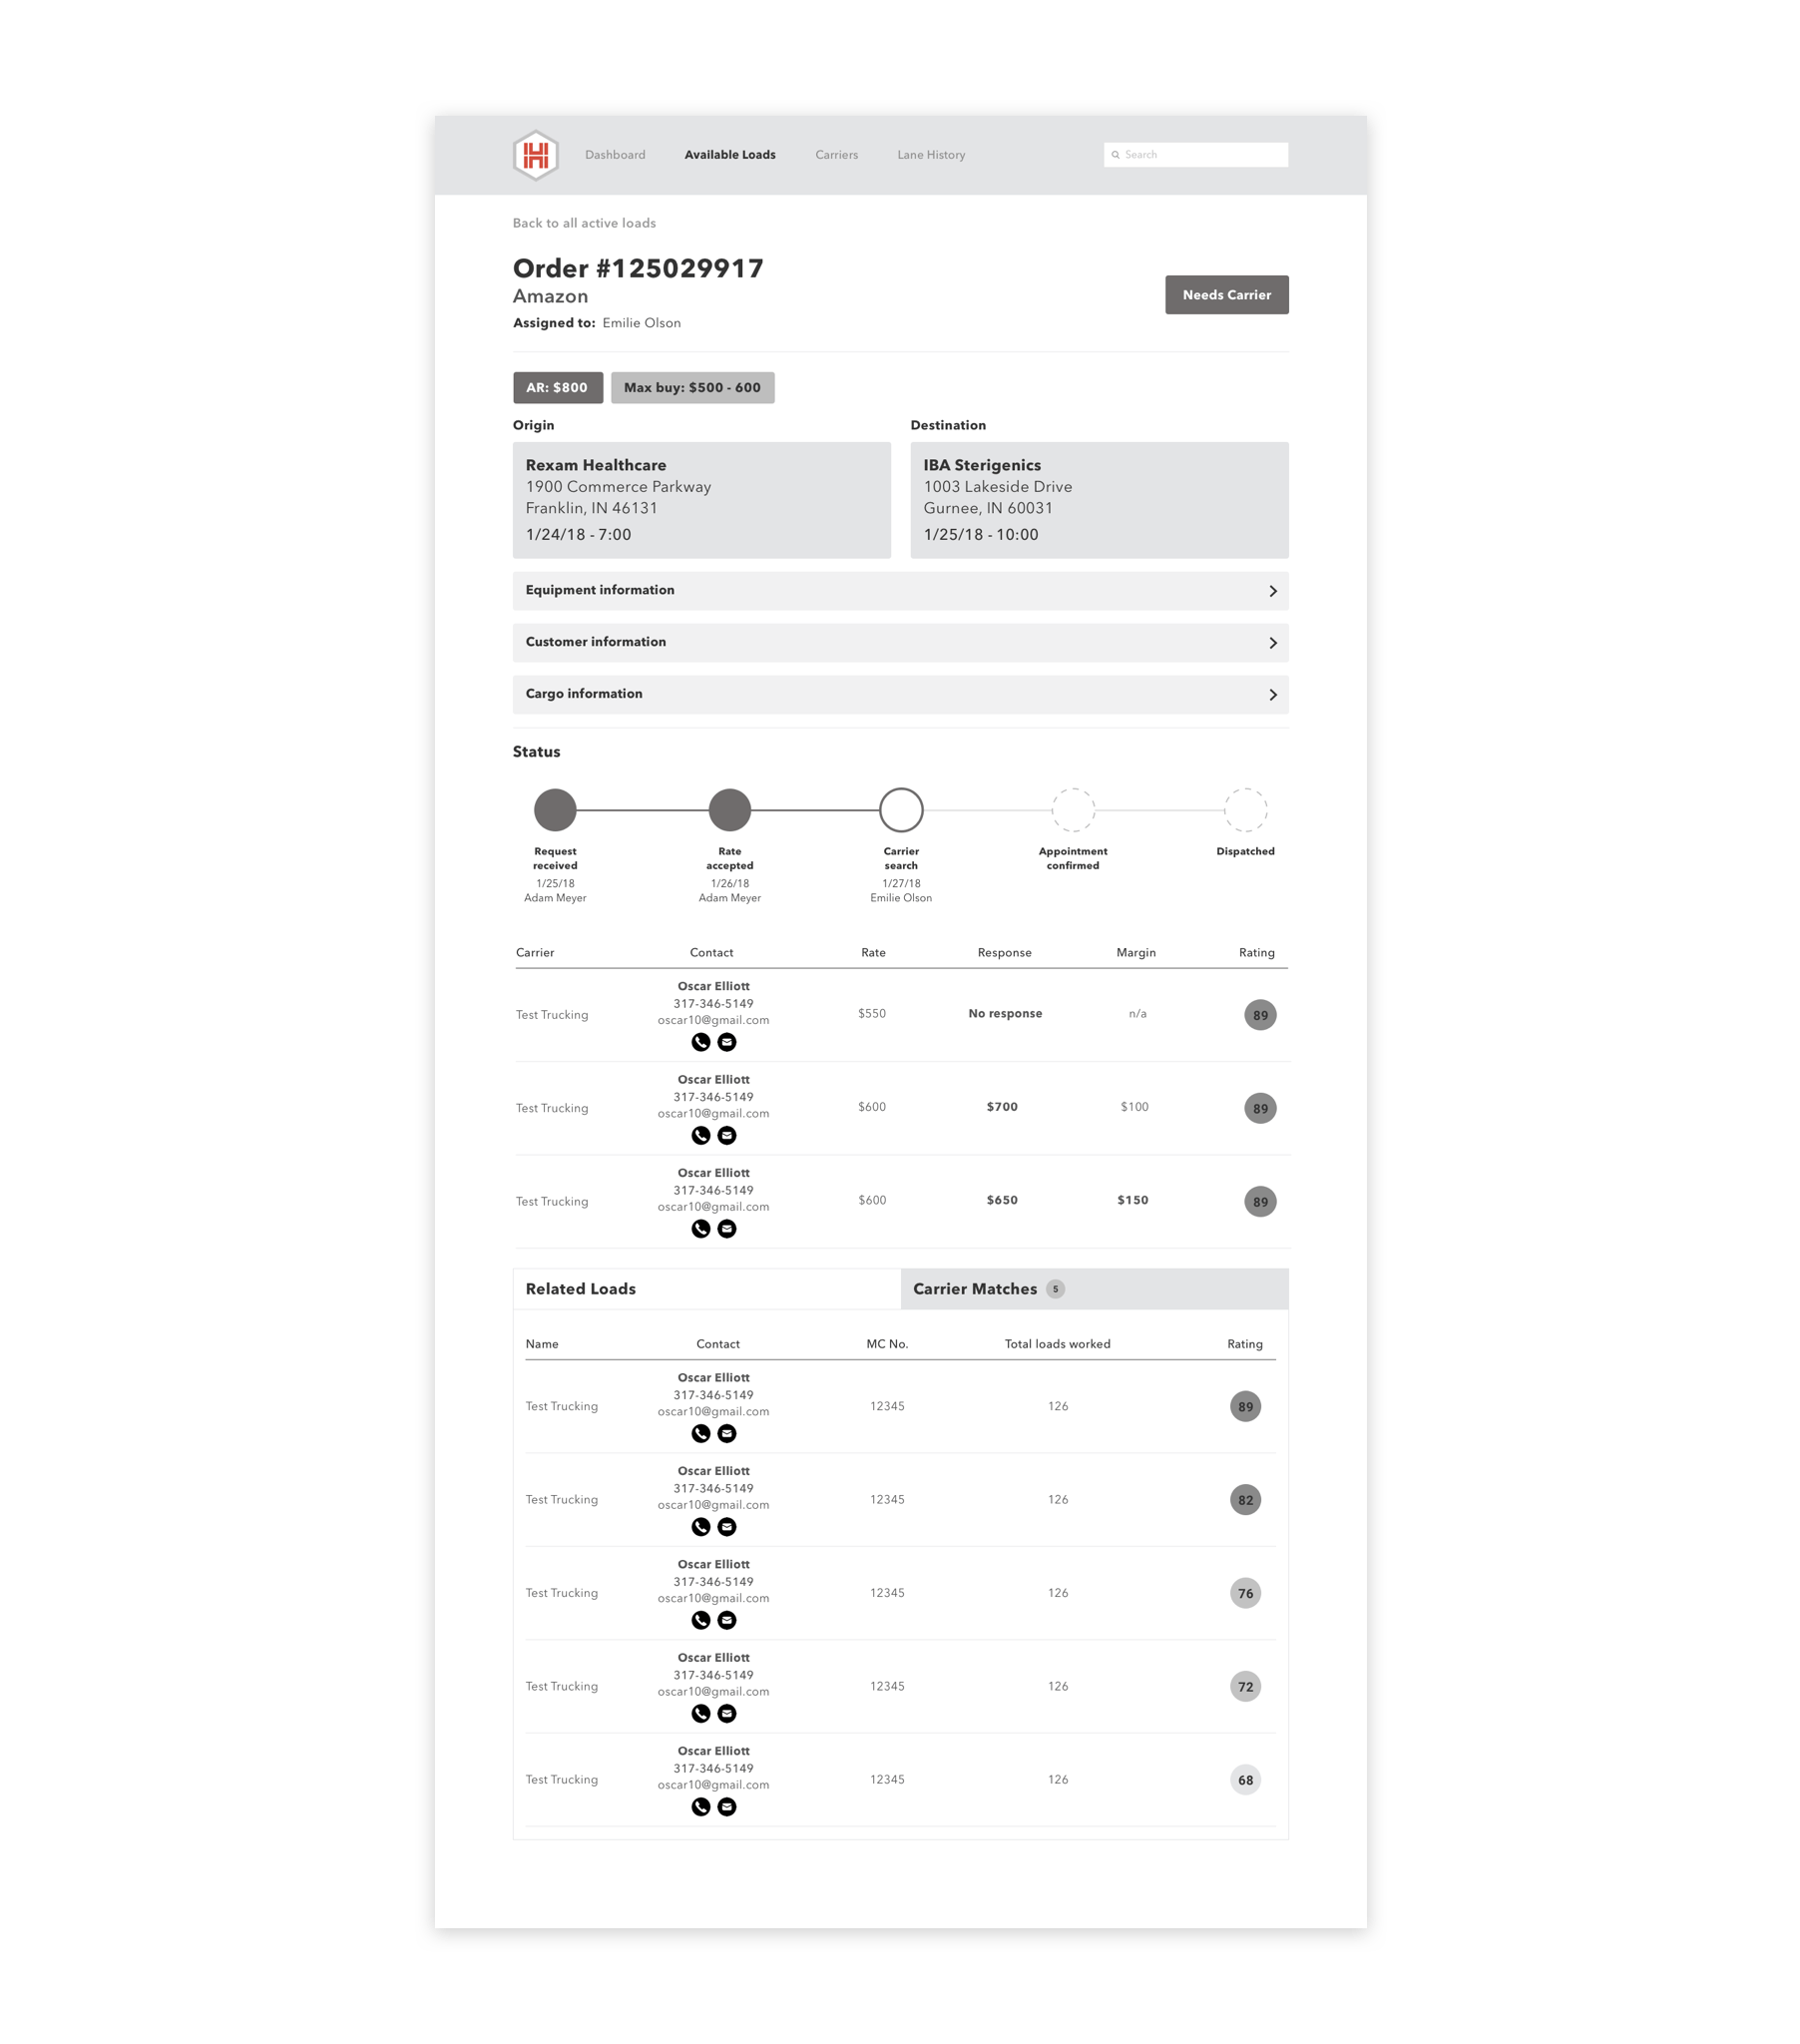 Dashboard
Available Loads
Carriers
Lane History
Search
Back to all active loads
Order #125029917
Amazon
Assigned to: Emilie Olson
Needs Carrier
AR: $800
Max buy: $500 - 600
Origin
Rexam Healthcare
1900 Commerce Parkway
Franklin, IN 46131
1/24/18 - 7:00
Destination
IBA Sterigenics
1003 Lakeside Drive
Gurnee, IN 60031
1/25/18 - 10:00
Equipment information
Customer information
Cargo information
Status
Request
received
1/25/18
Adam Meyer
Rate
accepted
1/26/18
Adam Meyer
Carrier
search
1/27/18
Emilie Olson
Appointment
confirmed
Dispatched
Carrier Contact Rate Response Margin Rating
Test Trucking
Oscar Elliott
317-346-5149
oscar10@gmail.com
$550
No response
n/a
89
Test Trucking
Oscar Elliott
317-346-5149
oscar10@gmail.com
$600
$700
$100
89
Test Trucking
Oscar Elliott
317-346-5149
oscar10@gmail.com
$600
$650
$150
89
Related Loads
Carrier Matches 5
Name Contact MC No. Total loads worked Rating
Test Trucking
Oscar Elliott
317-346-5149
oscar10@gmail.com
12345
126
89
Test Trucking
Oscar Elliott
317-346-5149
oscar10@gmail.com
12345
126
82
Test Trucking
Oscar Elliott
317-346-5149
oscar10@gmail.com
12345
126
76
Test Trucking
Oscar Elliott
317-346-5149
oscar10@gmail.com
12345
126
72
Test Trucking
Oscar Elliott
317-346-5149
oscar10@gmail.com
12345
126
68